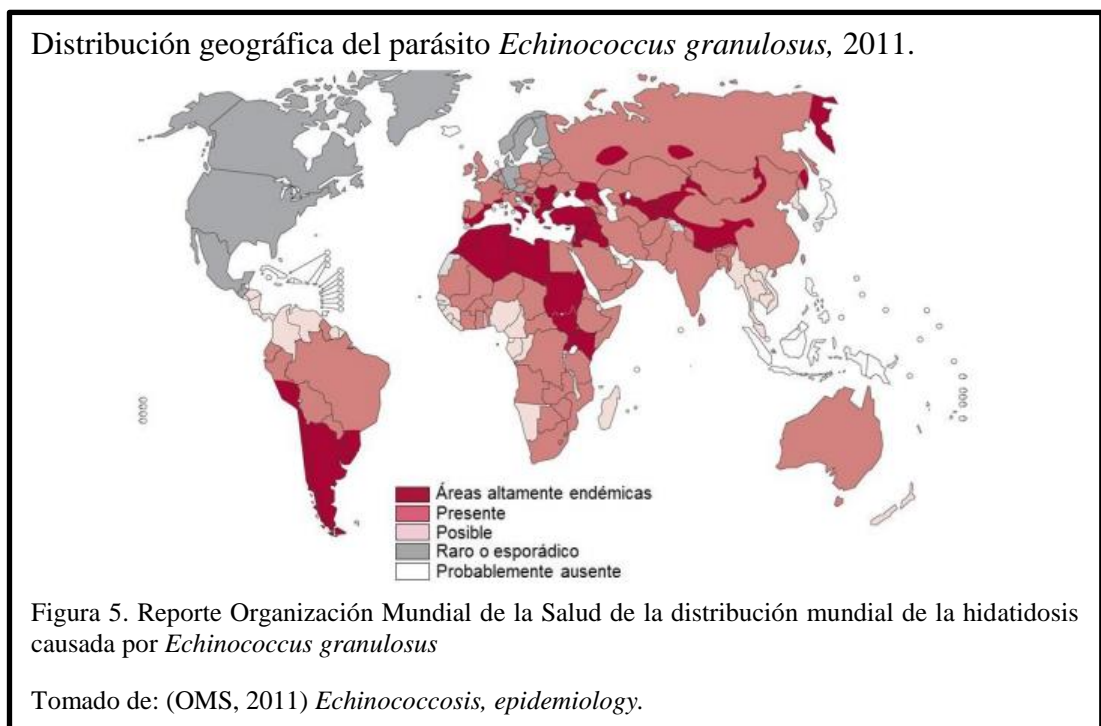 Distribución geográfica del parásito Echinococcus granulosus, 2011.
Áreas altamente endémicas
Presente
Posible
Raro o esporádico
Probablemente ausente
Figura 5. Reporte Organización Mundial de la Salud de la distribución mundial de la hidatidosis
causada por Echinococcus granulosus
Tomado de: (OMS, 2011) Echinococcosis, epidemiology.